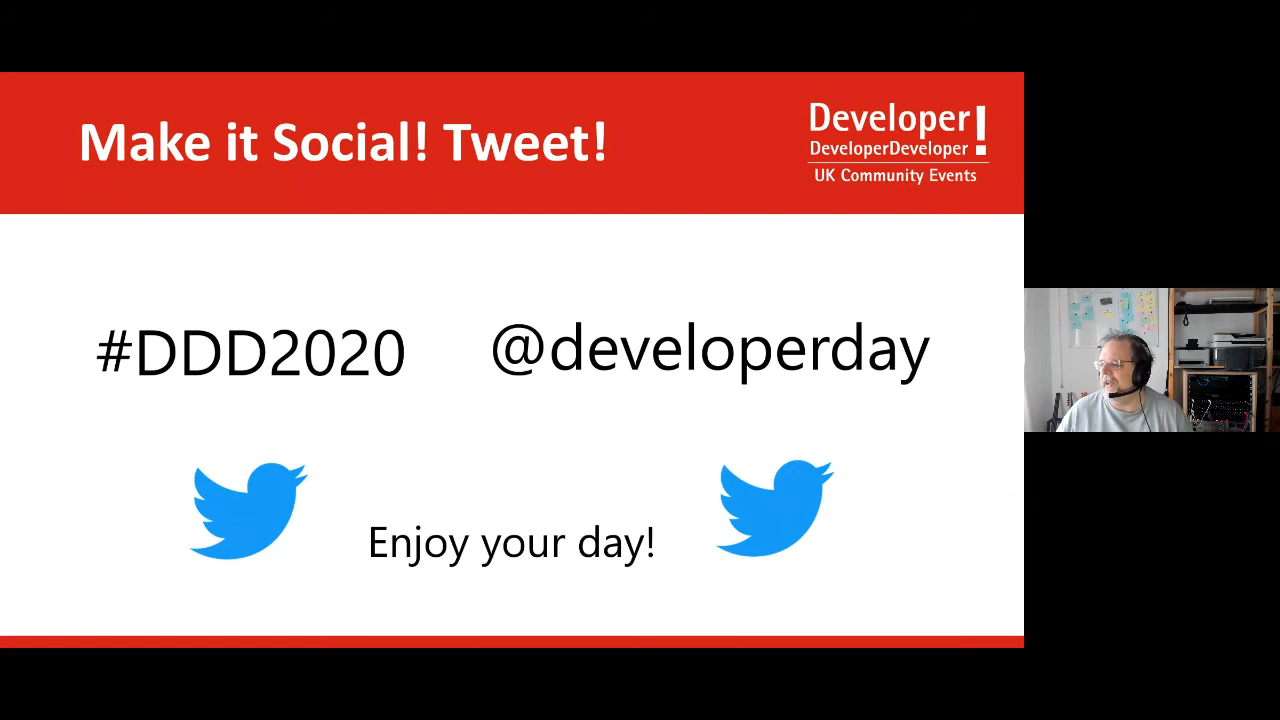 Make it Social! Tweet!
Developer!
DeveloperDeveloper
UK Community Events
#DDD2020
@developerday
Enjoy your day!